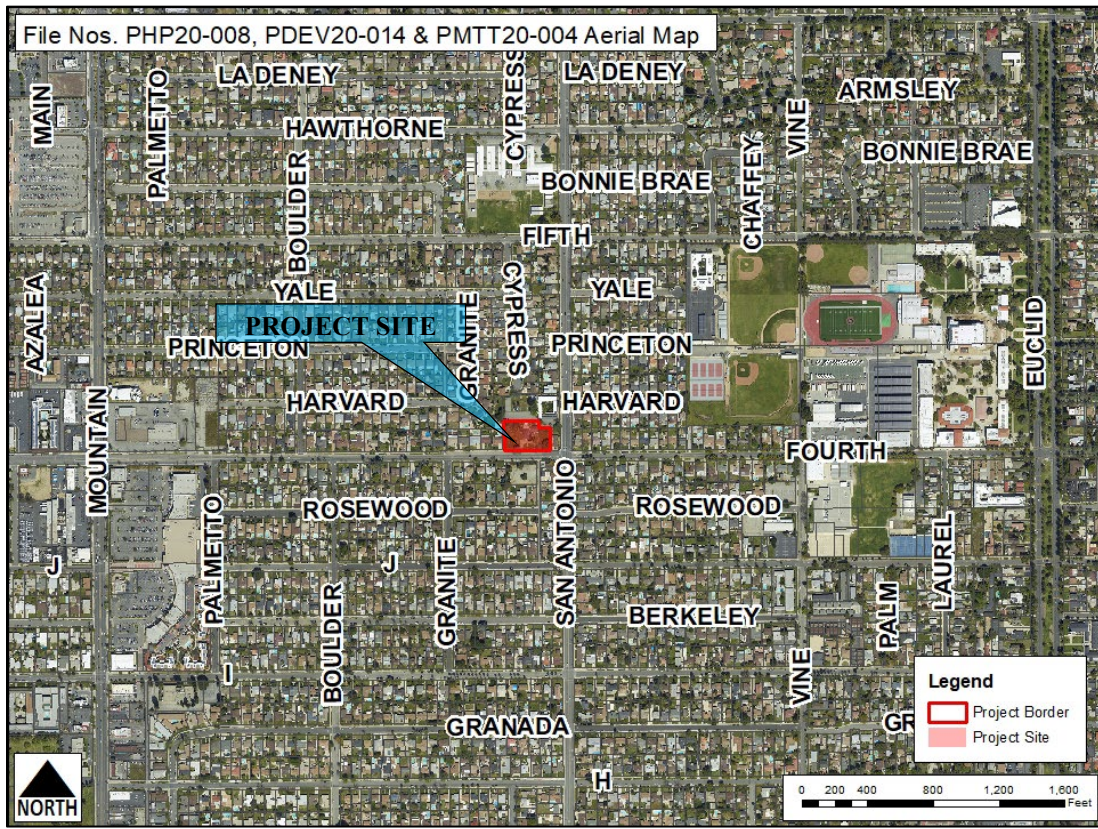 File Nos. PHP20-008, PDEV20-014 & PMTT20-004 Aerial Map
MAIN
PALMETTO
LA DENEY
CYPRESS
LA DENEY
ARMSLEY
HAWTHORNE
VINE
BOULDER
BONNIE BRAE
BONNIE BRAE
CHAFFEY
FIFTH
AZALEA
YALE
CYPRESS
YALE
EUCLID
PROJECT SITE
GRANITE
PRINCETON
PRINCETON
HARVARD
HARVARD
MOUNTAIN
FOURTH
PALMETTO
ROSEWOOD
SAN ANTONIO
ROSEWOOD
LAUREL
J
J
GRANITE
BERKELEY
PALM
BOULDER
I
VINE
GRANADA
GR
H
Legend
Project Border
Project Site
NORTH
0 200 400 800 1,200 1,600
Feet